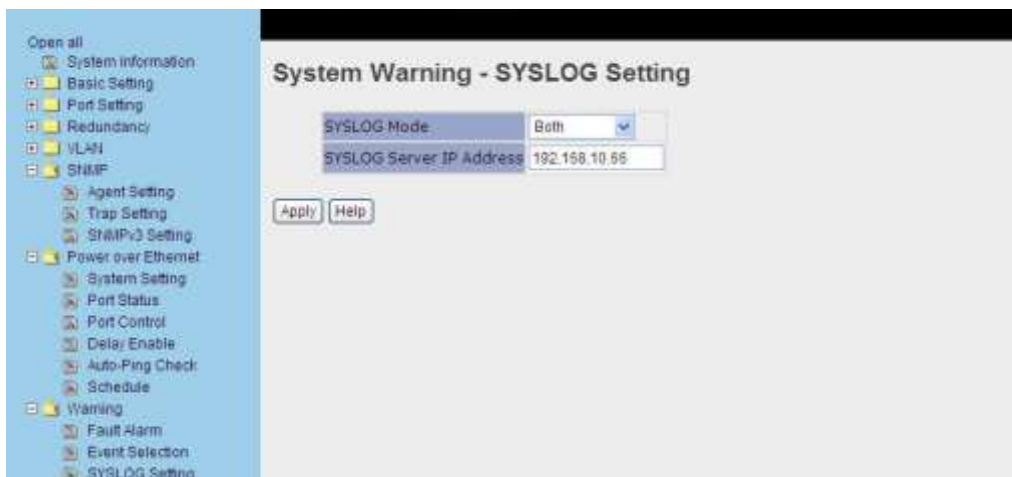 Open all
System Information
Basic Setting
Port Setting
Redundancy
VLAN
SNMP
Agent Setting
Trap Setting
SNMPv3 Setting
Power over Ethernet
System Setting
Port Status
Port Control
Delay Enable
Auto-Ping Check
Schedule
Warning
Fault Alarm
Event Selection
SYSLOG Setting
System Warning - SYSLOG Setting
SYSLOG Mode Both
SYSLOG Server IP Address 192.168.10.66
Apply Help